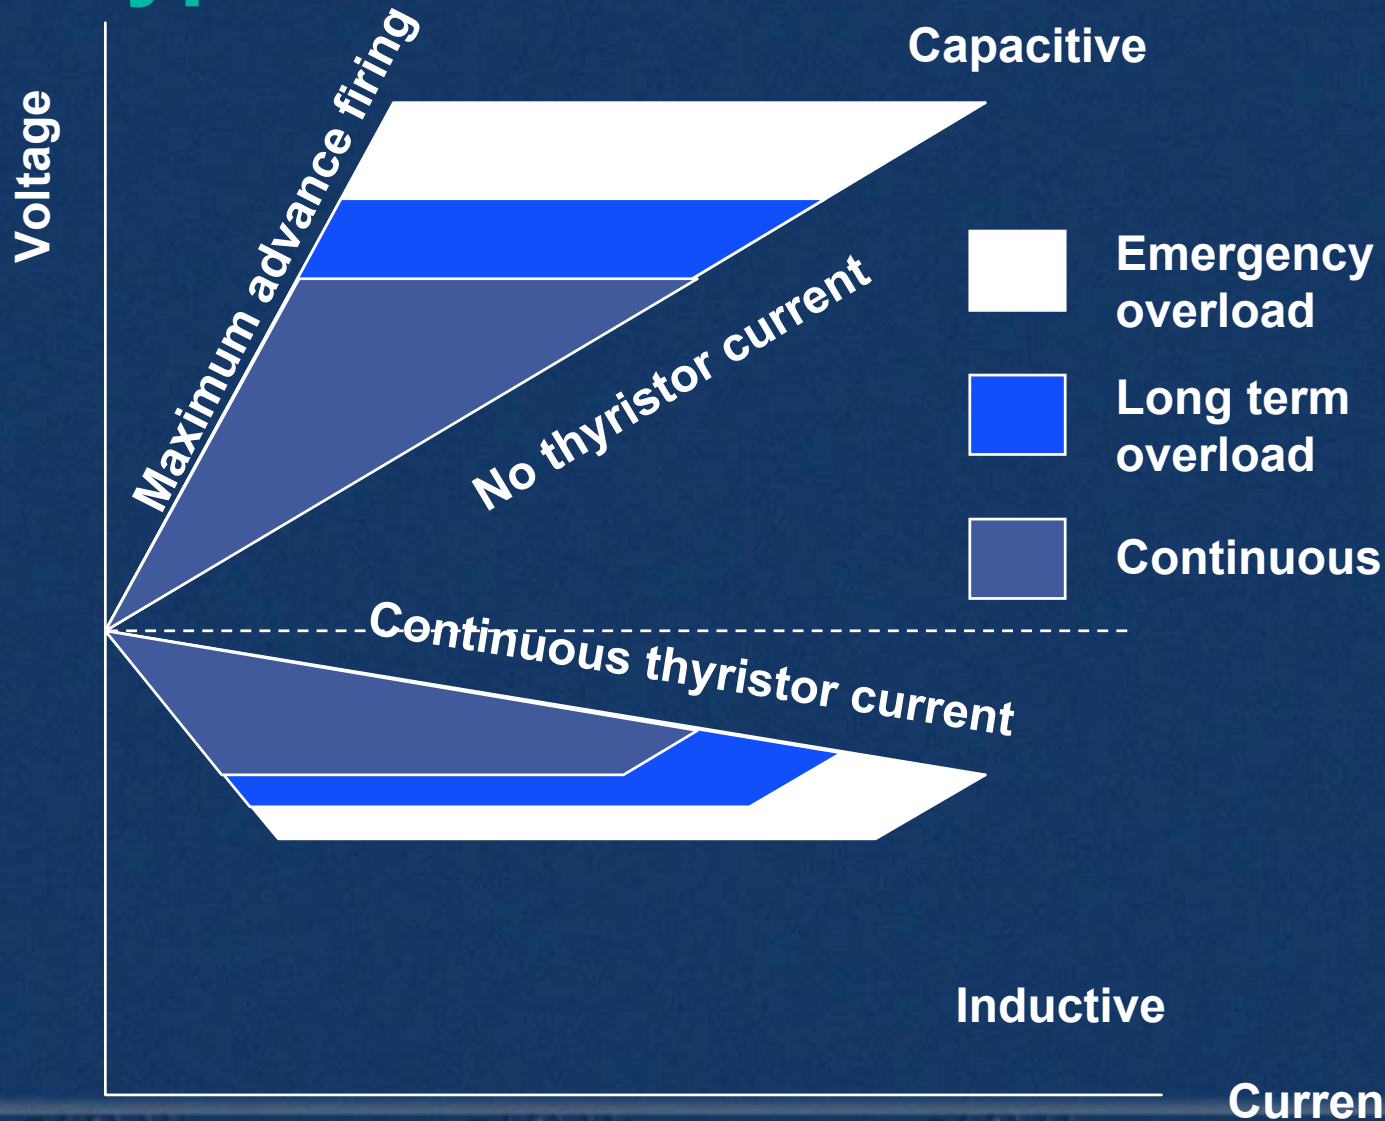 Capacitive
Voltage
Maximum advance firing
Emergency
overload
No thyristor current
Long term
overload
Continuous
Continuous thyristor current
Inductive
Curren